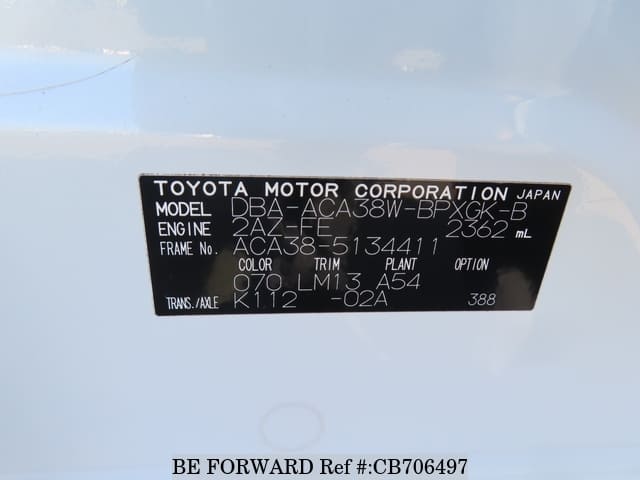 TOYOTA MOTOR CORPORATION JAPAN
MODEL DBA-ACA38W-BPXGK-B
ENGINE 2AZ-FE 2362 mL
FRAME No. ACA38-5134411
COLOR TRIM PLANT OPTION
070 LM13 A54
TRANS./AXLE K112 -02A 388
BE FORWARD Ref #:CB706497